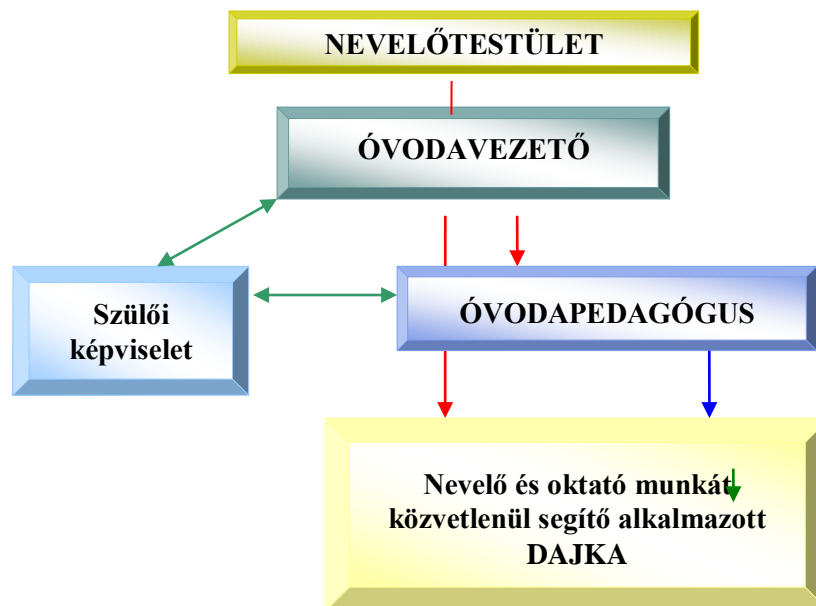 NEVELŐTESTÜLET
ÓVODAVEZETŐ
Szülői
képviselet
ÓVODAPEDAGÓGUS
Nevelő és oktató munkát
közvetlenül segítő alkalmazott
DAJKA